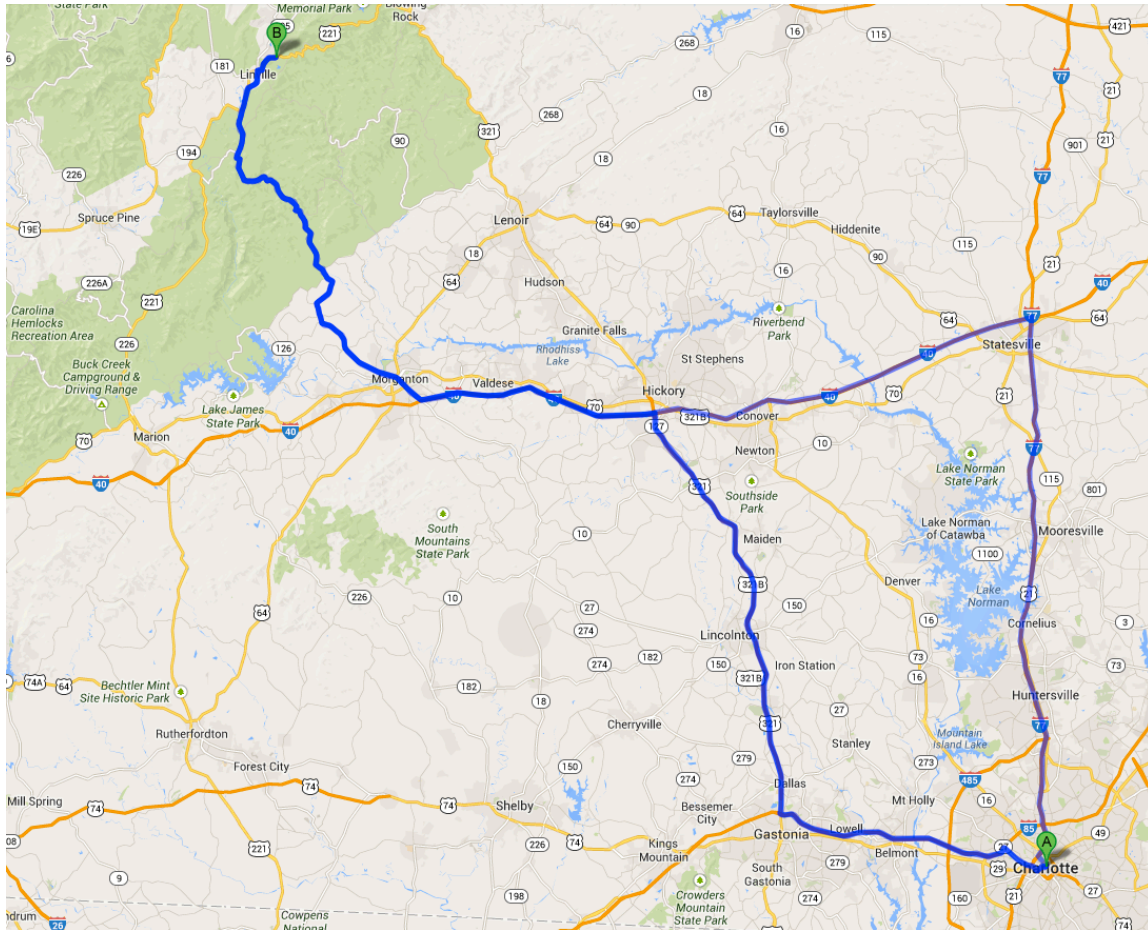 State Park
Memorial Park
Blowing
Rock
B
221
321
268
16
115
77
421
21
18
181
Linville
268
194
90
18
16
901
226
19E
Spruce Pine
Lenoir
64
90
64
Taylorsville
Hiddenite
115
226A
221
Hudson
16
90
21
40
Carolina
Hemlocks
Recreation Area
226
126
Granite Falls
Riverbend
Park
64
77
64
Statesville
Buck Creek
Campground &
Driving Range
Rhodhiss
Lake
St Stephens
40
Morganton
Valdese
Hickory
70
Lake James
State Park
40
321B
Conover
40
70
21
Marion
70
40
127
10
Newton
77
115
Lake Norman
State Park
801
321
Southside
Park
South
Mountains
State Park
10
Maiden
Lake Norman
of Catawba
Mooresville
1100
226
10
27
321B
150
Denver
Lake
Norman
21
64
274
Lincolnton
16
Cornelius
3
182
274
150
Iron Station
73
73
74A
64
Bechtler Mint
Site Historic Park
182
18
321B
16
Huntersville
Cherryville
321
27
77
Rutherfordton
Stanley
Mountain
Island Lake
Forest City
150
279
273
274
Dallas
485
Mill Spring
74
74
74
Shelby
Bessemer
City
Mt Holly
16
85
49
Gastonia
Lowell
A
221
226
Kings
Mountain
Belmont
27
29
Charlotte
9
198
South
Gastonia
279
Crowders
Mountain
State Park
160
21
27
26
Cowpens
National
74